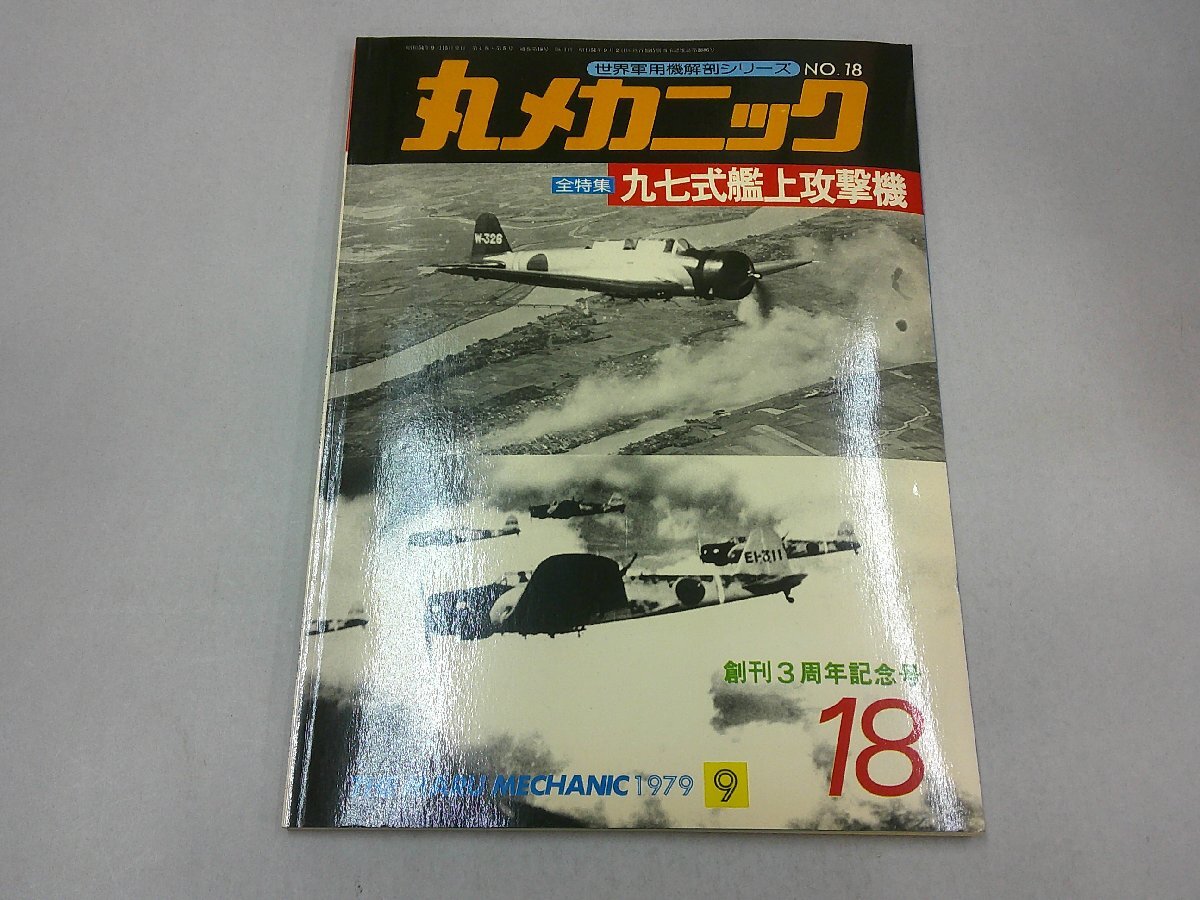 世界軍用機解剖シリーズ NO.18
丸メカニック
全特集 九七式艦上攻撃機
W-326
EI-311
創刊3周年記念号
18
MECHANIC 1979 9